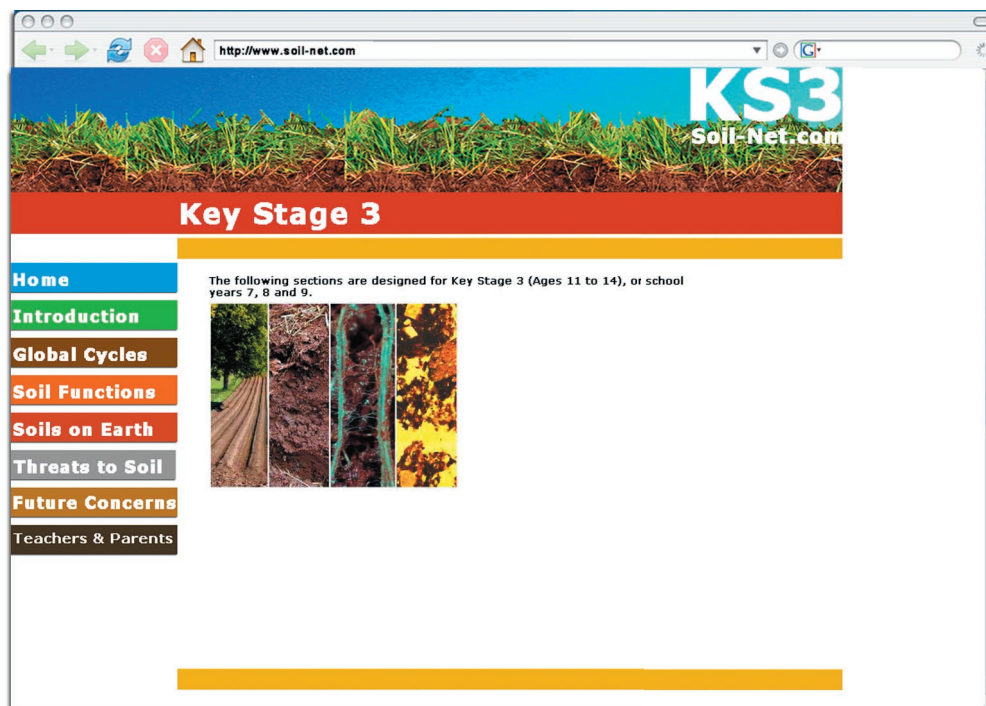 http://www.soil-net.com
G
KS3
Soil-Net.com
Key Stage 3
Home
Introduction
Global Cycles
Soil Functions
Soils on Earth
Threats to Soil
Future Concerns
Teachers & Parents
The following sections are designed for Key Stage 3 (Ages 11 to 14), or school
years 7, 8 and 9.